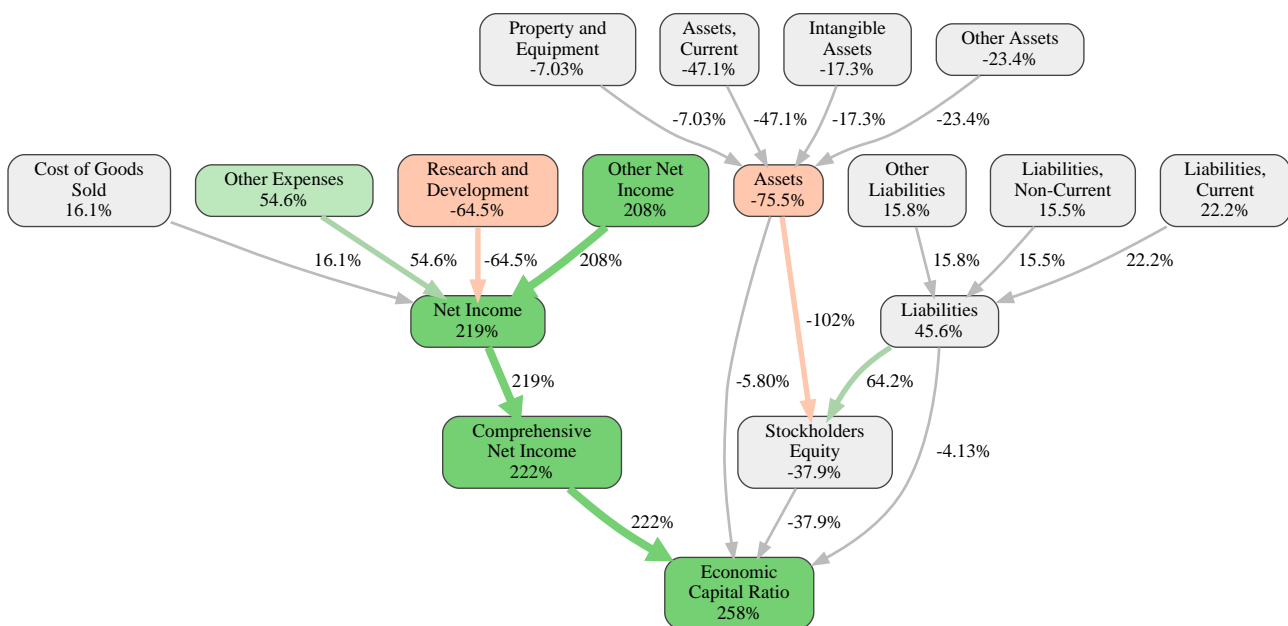 Property and
Equipment
-7.03%
Assets,
Current
-47.1%
Intangible
Assets
-17.3%
Other Assets
-23.4%
-7.03%
-47.1%
-17.3%
-23.4%
Cost of Goods
Sold
16.1%
Other Expenses
54.6%
Research and
Development
-64.5%
Other Net
Income
208%
Assets
-75.5%
Other
Liabilities
15.8%
Liabilities,
Non-Current
15.5%
Liabilities,
Current
22.2%
16.1%
54.6%
-64.5%
208%
15.8%
15.5%
22.2%
Net Income
219%
-102%
Liabilities
45.6%
219%
-5.80%
64.2%
Comprehensive
Net Income
222%
Stockholders
Equity
-37.9%
-4.13%
222%
-37.9%
Economic
Capital Ratio
258%